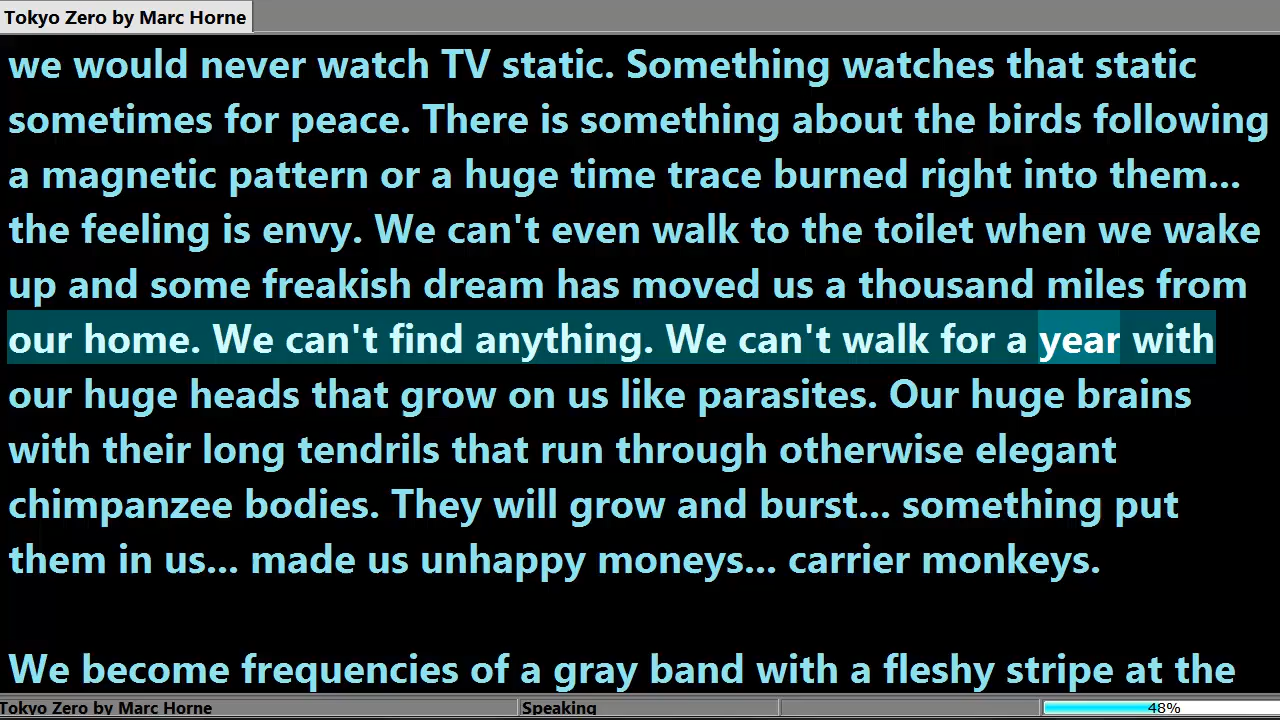 Tokyo Zero by Marc Horne
we would never watch TV static. Something watches that static
sometimes for peace. There is something about the birds following
a magnetic pattern or a huge time trace burned right into them...
the feeling is envy. We can't even walk to the toilet when we wake
up and some freakish dream has moved us a thousand miles from
our home. We can't find anything. We can't walk for a year with
our huge heads that grow on us like parasites. Our huge brains
with their long tendrils that run through otherwise elegant
chimpanzee bodies. They will grow and burst... something put
them in us... made us unhappy moneys... carrier monkeys.
We become frequencies of a gray band with a fleshy stripe at the
Tokyo Zero by Marc Horne Speaking 48%